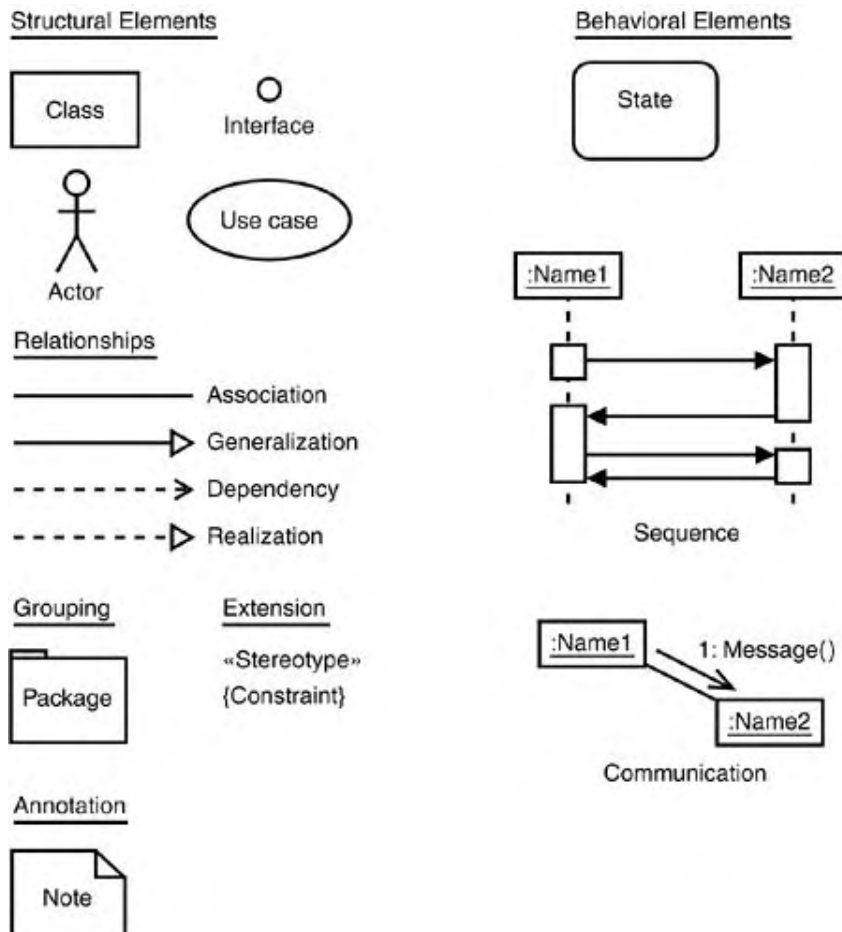 Structural Elements
Class
Interface
Actor
Use case
Relationships
Association
Generalization
Dependency
Realization
Grouping
Package
Extension
«Stereotype»
{Constraint}
Annotation
Note
Behavioral Elements
State
:Name1
:Name2
Sequence
:Name1
1: Message()
:Name2
Communication